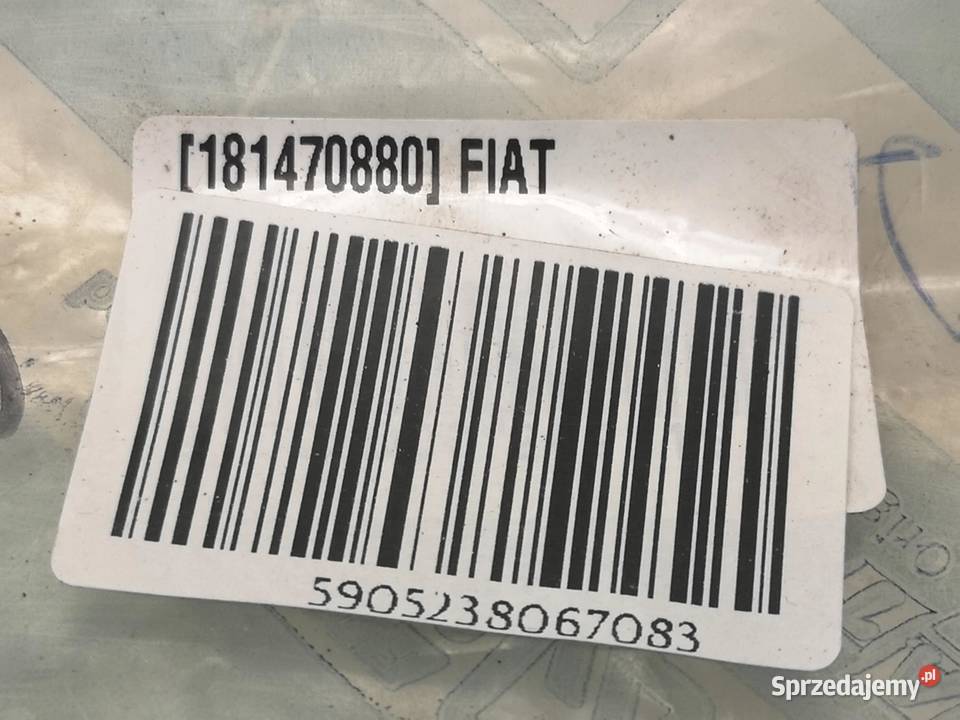 [181470880] FIAT
5905238067083
Sprzedajemy.pl